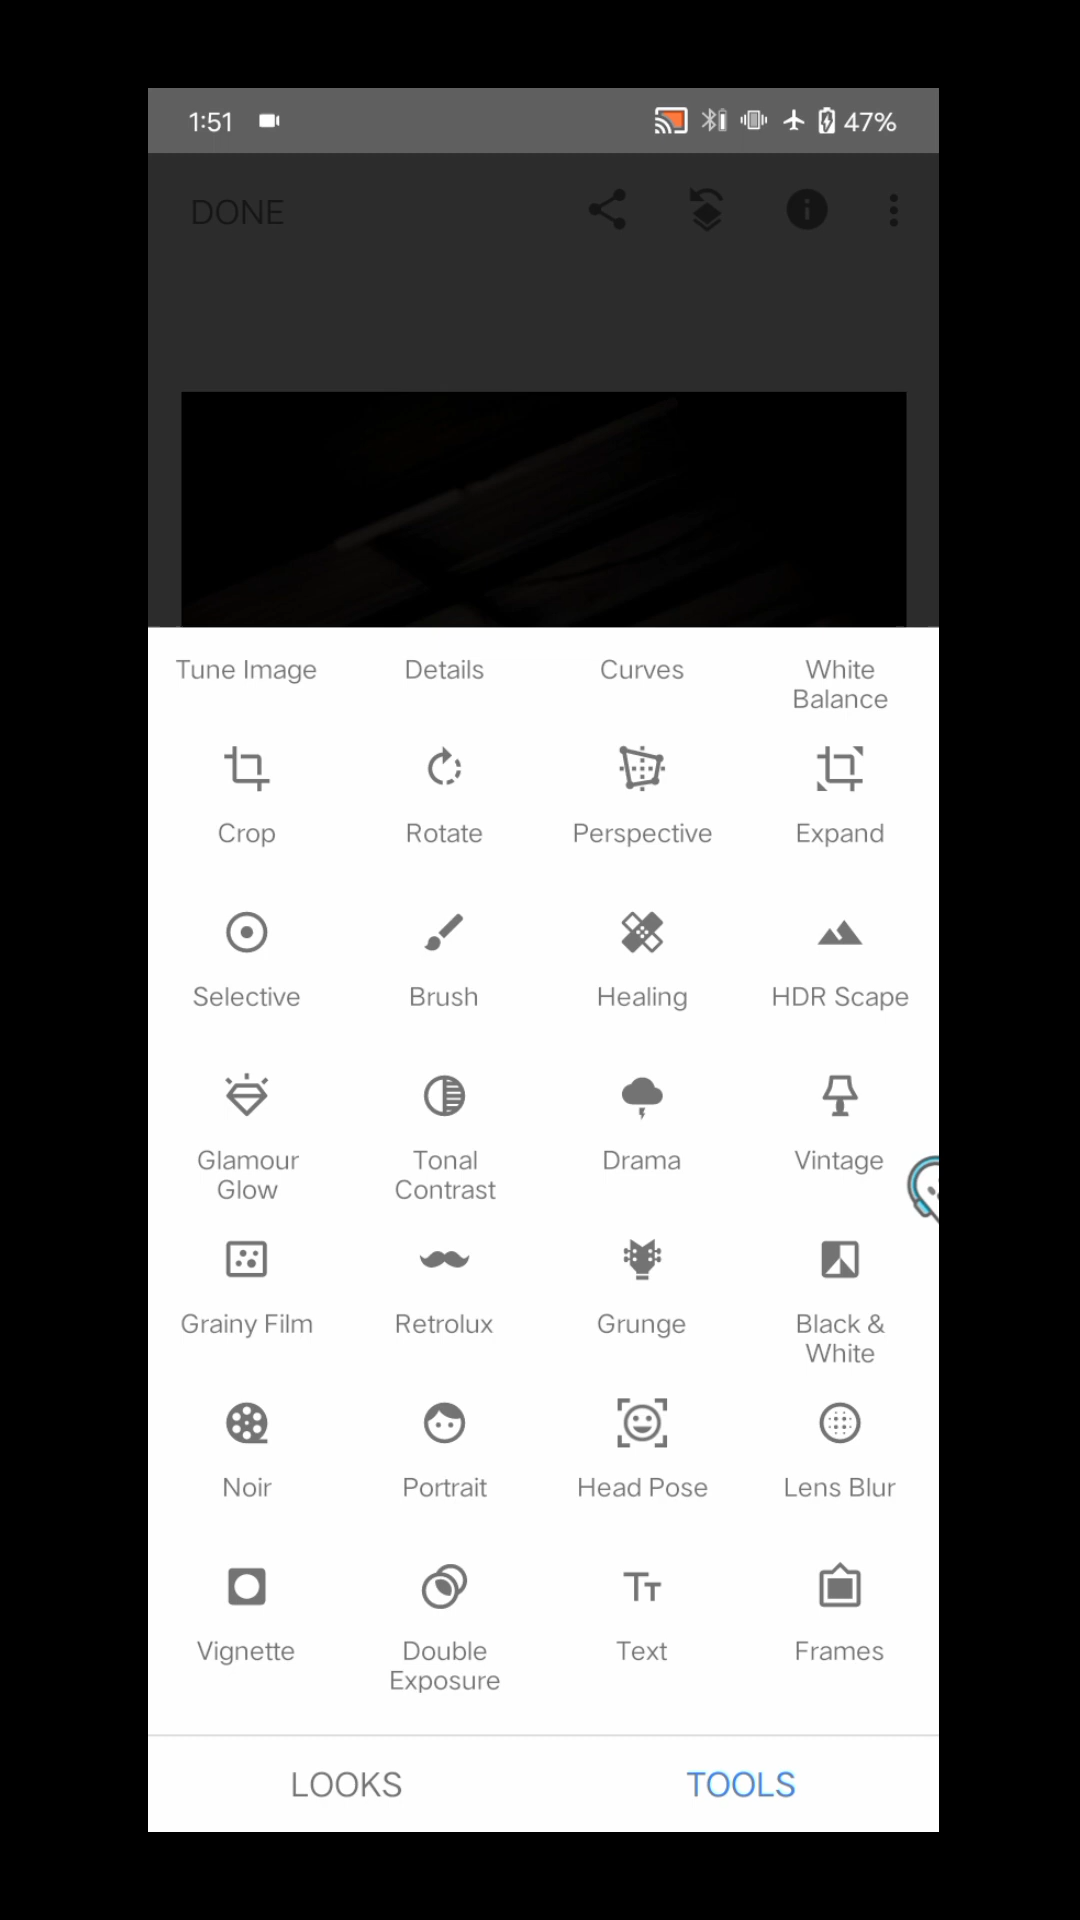 1:51 47%
DONE
Tune Image Details Curves White
Balance
Crop Rotate Perspective Expand
Selective Brush Healing HDR Scape
Glamour Tonal Drama Vintage
Glow Contrast
Grainy Film Retrolux Grunge Black &
White
Noir Portrait Head Pose Lens Blur
Vignette Double Text Frames
Exposure
LOOKS TOOLS